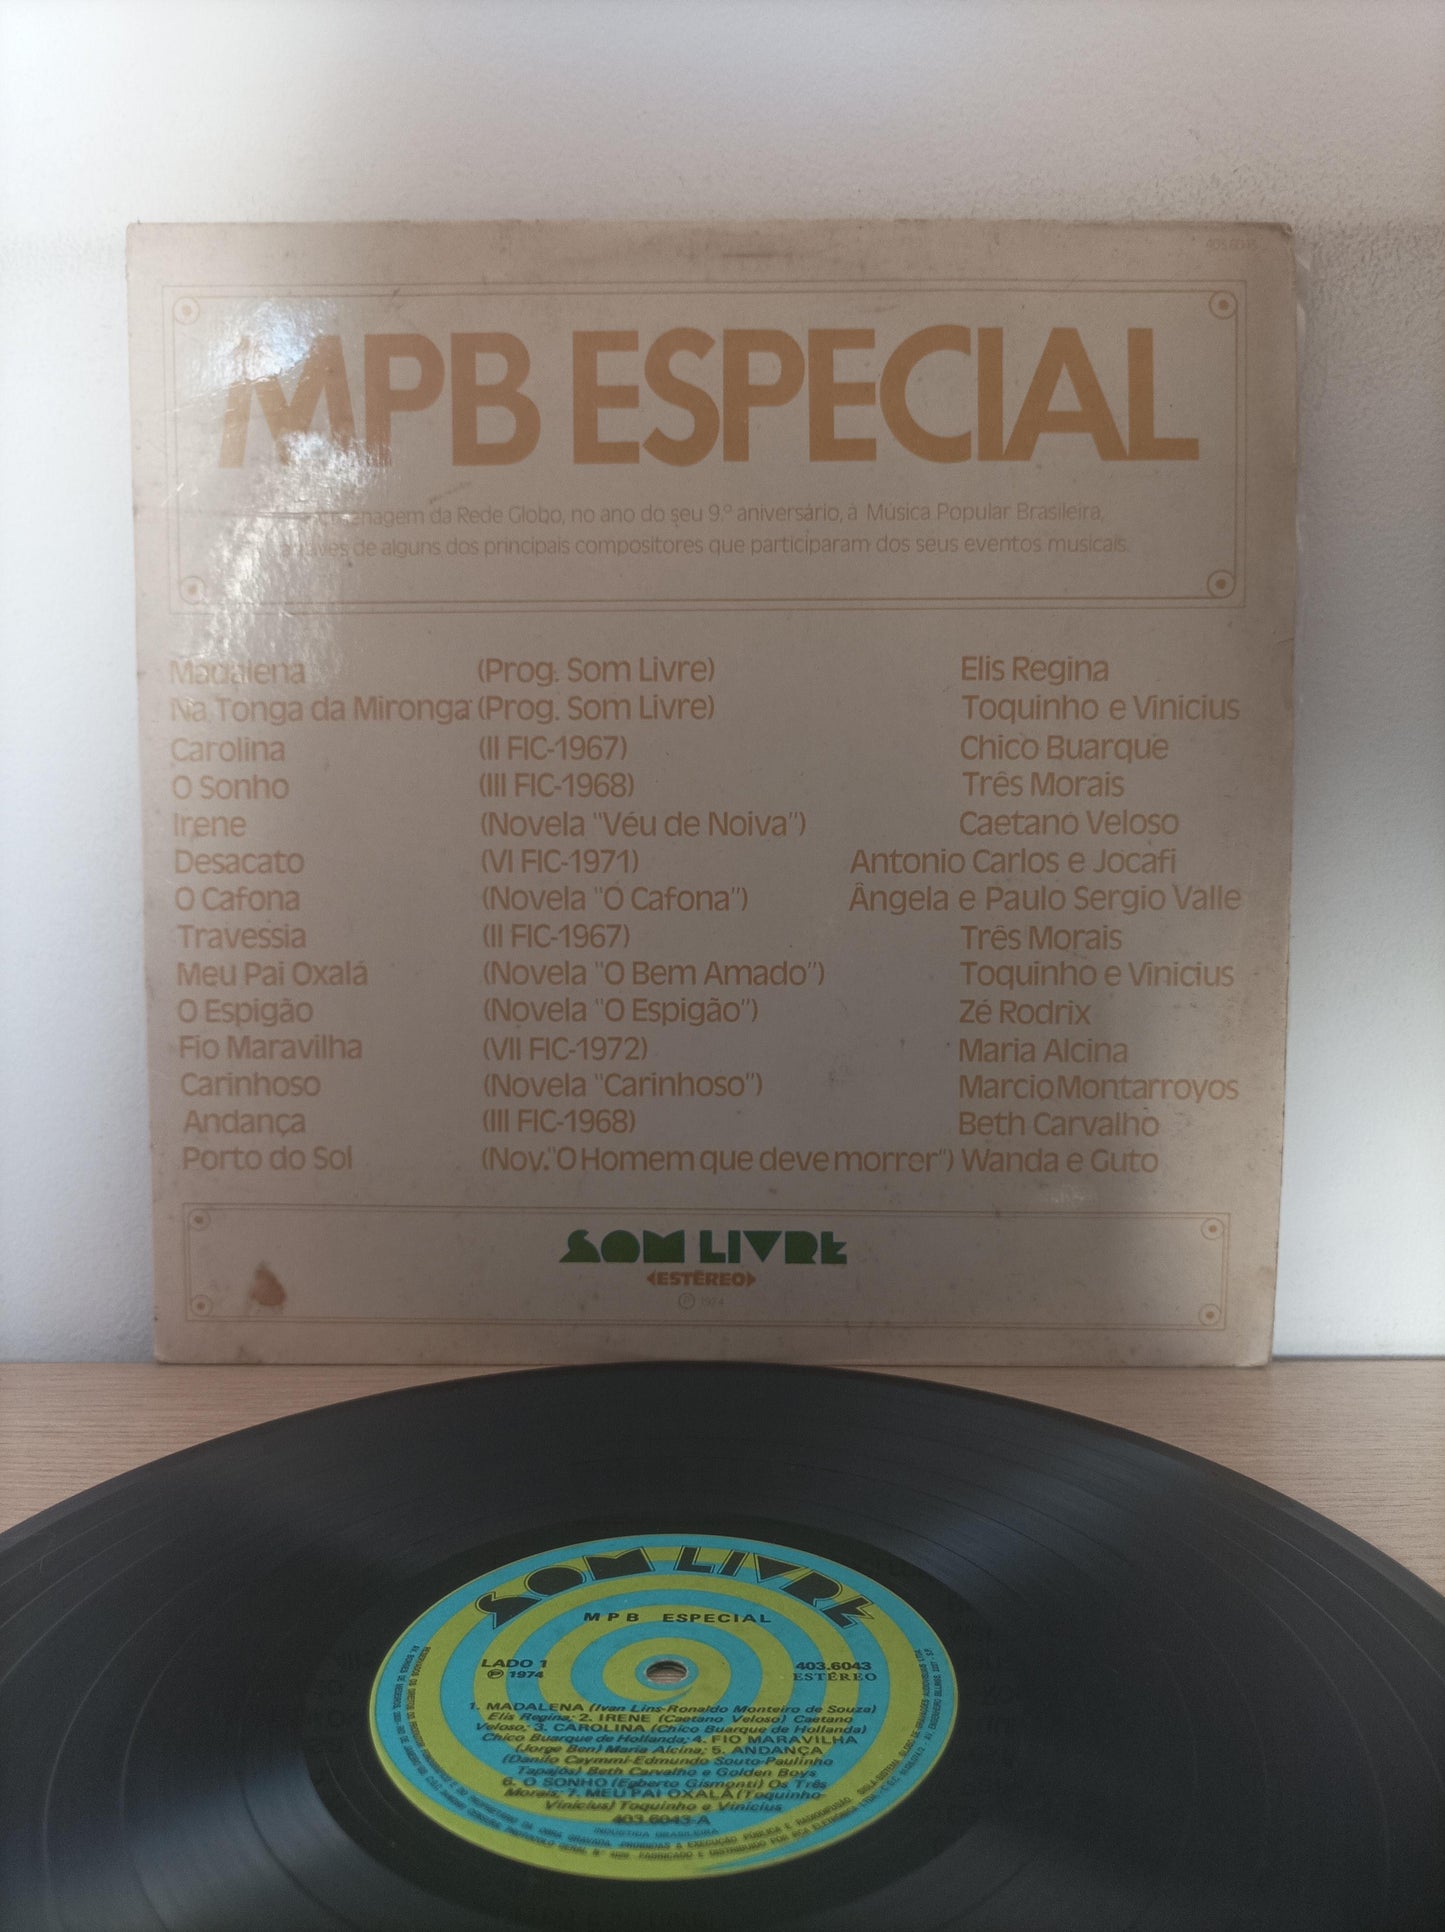 MPB ESPECIAL
da Rede Globo, no ano do seu 9.º aniversário, à Música Popular Brasileira,
de alguns dos principais compositores que participaram dos seus eventos musicais.
Madalena (Prog. Som Livre) Elis Regina
Na Tonga da Mironga (Prog. Som Livre) Toquinho e Vinicius
Carolina (II FIC-1967) Chico Buarque
O Sonho (III FIC-1968) Três Morais
Irene (Novela "Véu de Noiva") Caetano Veloso
Desacato (VI FIC-1971) Antonio Carlos e Jocafi
O Cafona (Novela "O Cafona") Ângela e Paulo Sergio Valle
Travessia (II FIC-1967) Três Morais
Meu Pai Oxalá (Novela "O Bem Amado") Toquinho e Vinicius
O Espigão (Novela "O Espigão") Zé Rodrix
Fio Maravilha (VII FIC-1972) Maria Alcina
Carinhoso (Novela "Carinhoso") Marcio Montarroyos
Andança (III FIC-1968) Beth Carvalho
Porto do Sol (Nov. "O Homem que deve morrer") Wanda e Guto
SOM LIVRE
ESTÉREO
℗ 1974
SOM LIVRE
MPB ESPECIAL
LADO 1 403.6043
℗ 1974 ESTÉREO
1. MADALENA (Ivan Lins-Ronaldo Monteiro de Souza)
Elis Regina; 2. IRENE (Caetano Veloso) Caetano
Veloso; 3. CAROLINA (Chico Buarque de Hollanda)
Chico Buarque de Hollanda; 4. FIO MARAVILHA
(Jorge Ben) Maria Alcina; 5. ANDANÇA
(Danilo Caymmi-Edmundo Souto-Paulinho
Tapajós) Beth Carvalho e Golden Boys
6. O SONHO (Egberto Gismonti) Os Três
Morais; 7. MEU PAI OXALÁ (Toquinho-
Vinicius) Toquinho e Vinicius
403.6043-A
INDÚSTRIA BRASILEIRA